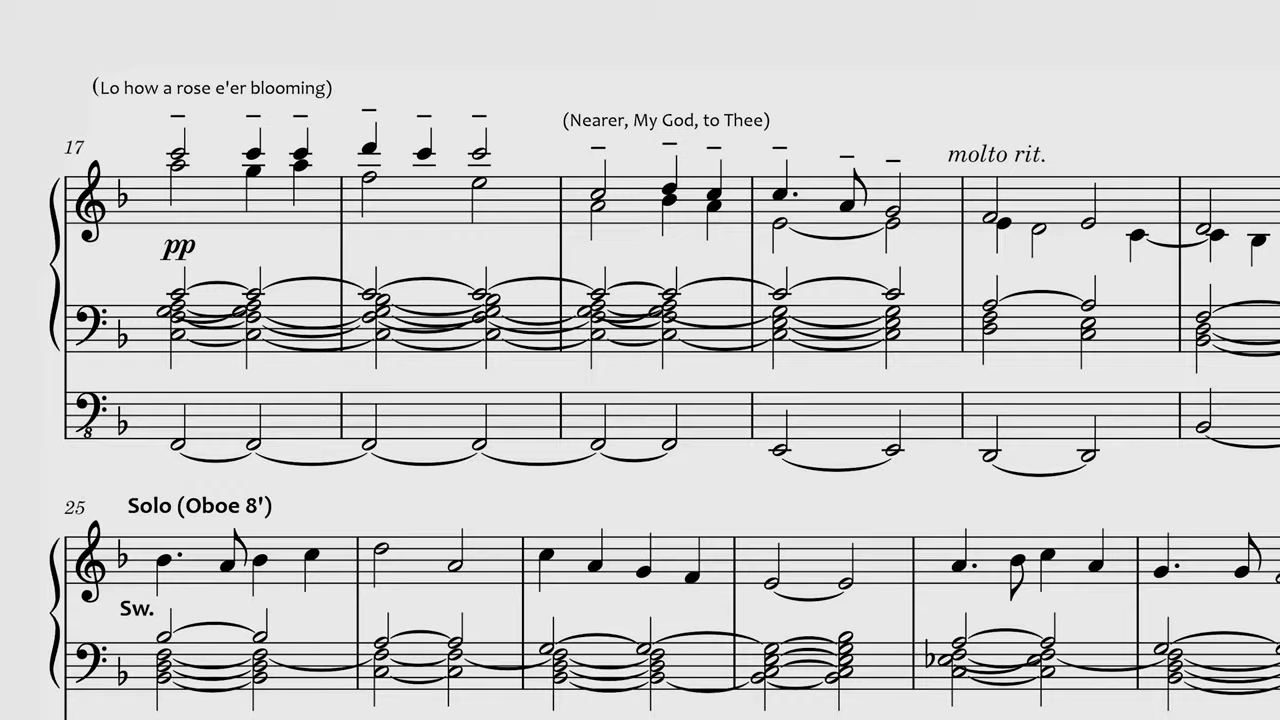 (Lo how a rose e'er blooming)
(Nearer, My God, to Thee)
17
molto rit.
pp
8
25
Solo (Oboe 8')
Sw.